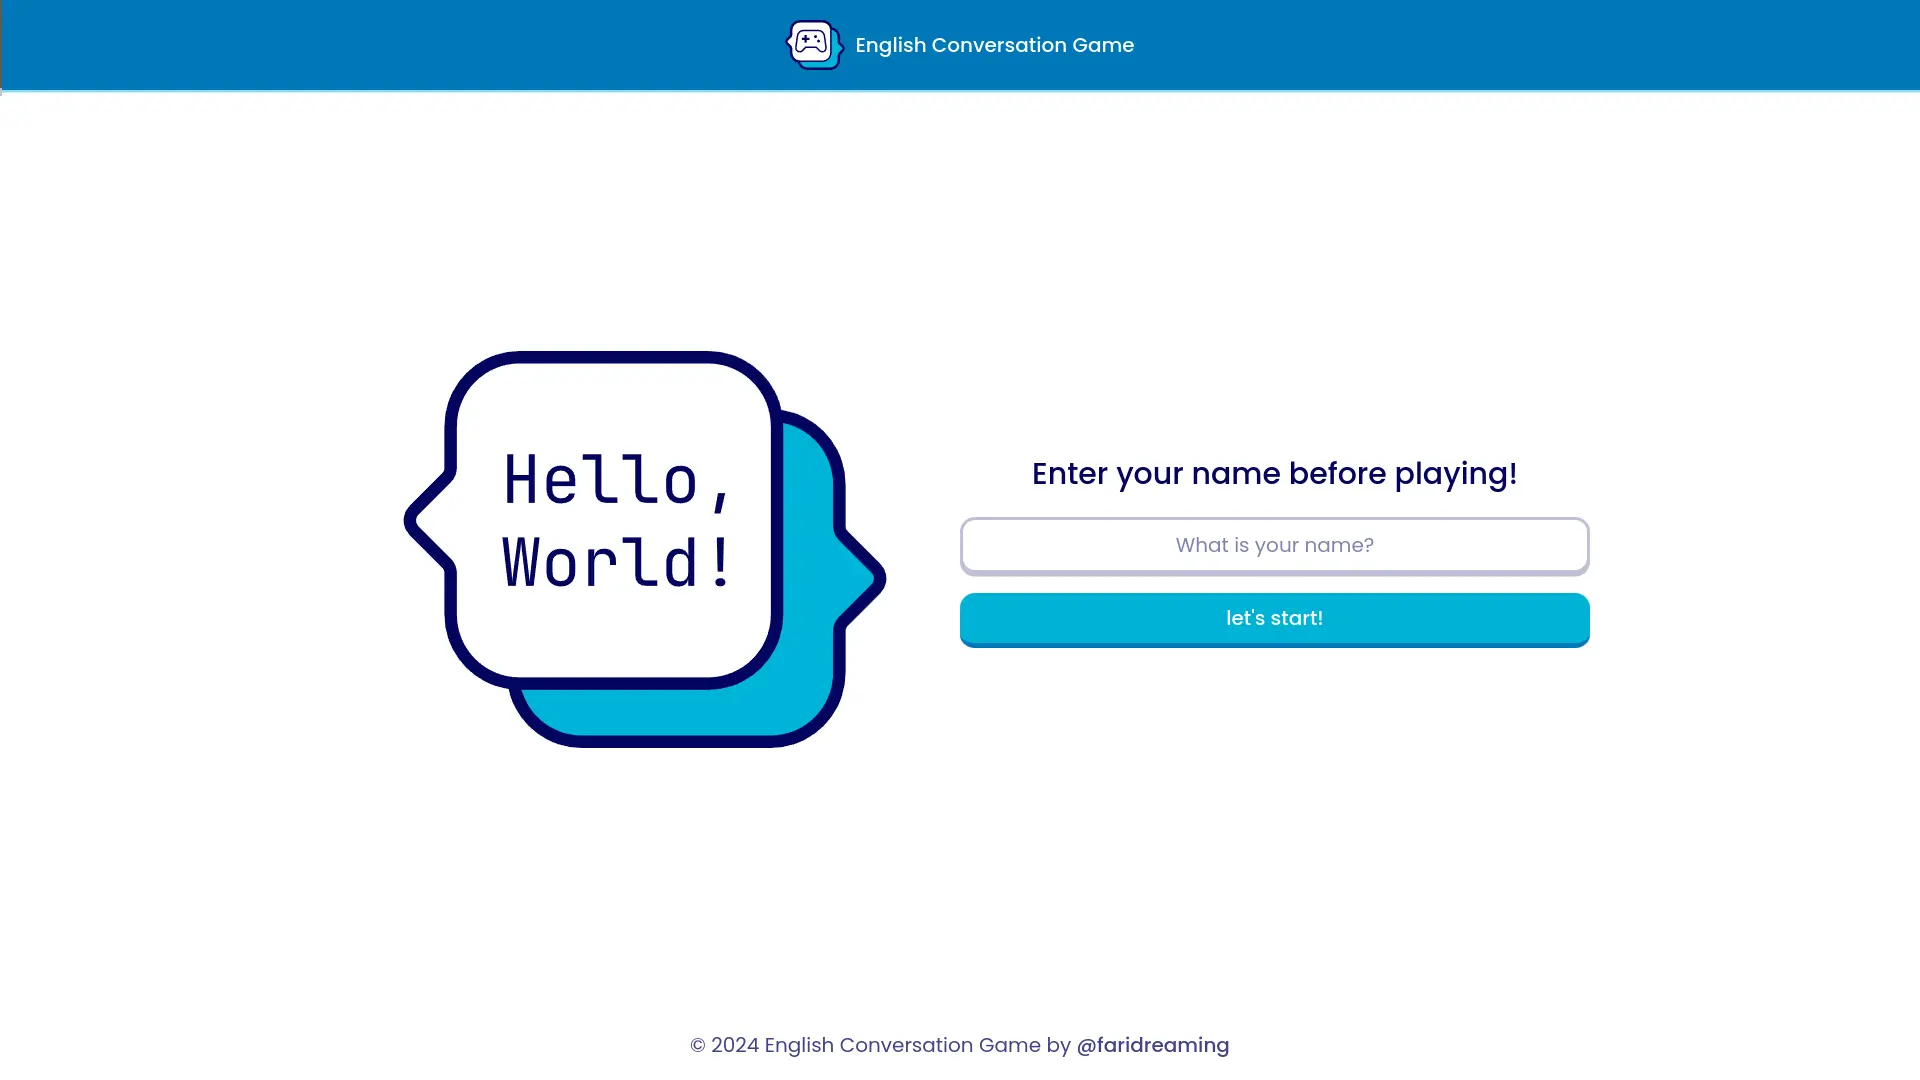 English Conversation Game
Hello,
World!
Enter your name before playing!
What is your name?
let's start!
© 2024 English Conversation Game by @faridreaming